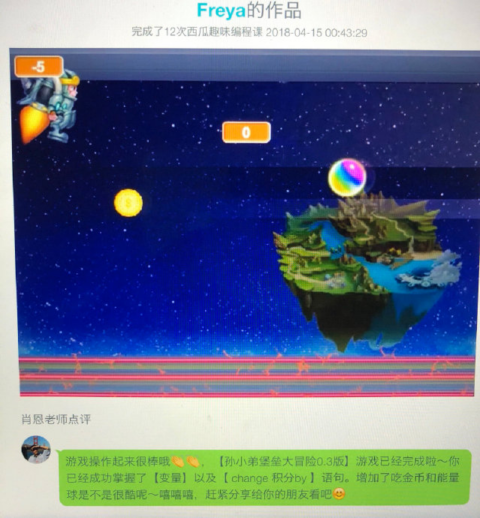 Freya的作品
完成了12次西瓜趣味编程课 2018-04-15 00:43:29
-5
0
肖恩老师点评
游戏操作起来很棒哦👏👏，【孙小弟堡垒大冒险0.3版】游戏已经完成啦～你
已经成功掌握了【变量】以及【 change 积分by 】语句。增加了吃金币和能量
球是不是很酷呢～嘻嘻嘻，赶紧分享给你的朋友看吧😊